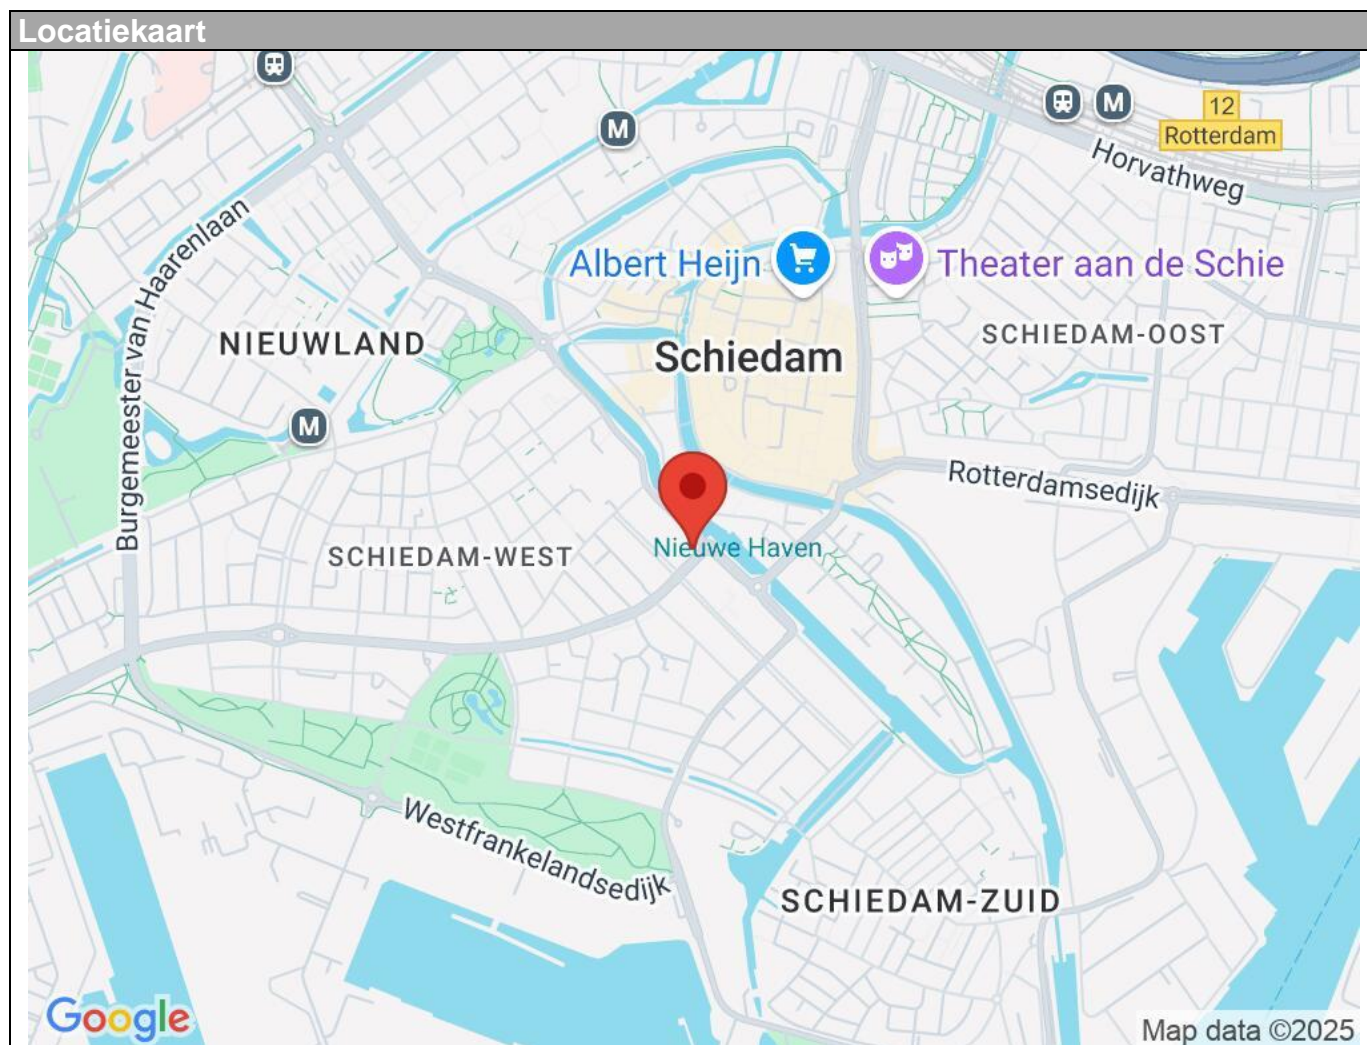 Locatiekaart
M
M
12
Rotterdam
Horvathweg
Burgemeester van Haarenlaan
Albert Heijn
Theater aan de Schie
NIEUWLAND
SCHIEDAM-OOST
Schiedam
M
Rotterdamsedijk
SCHIEDAM-WEST
Nieuwe Haven
Westfrankelandsedijk
SCHIEDAM-ZUID
Google
Map data ©2025